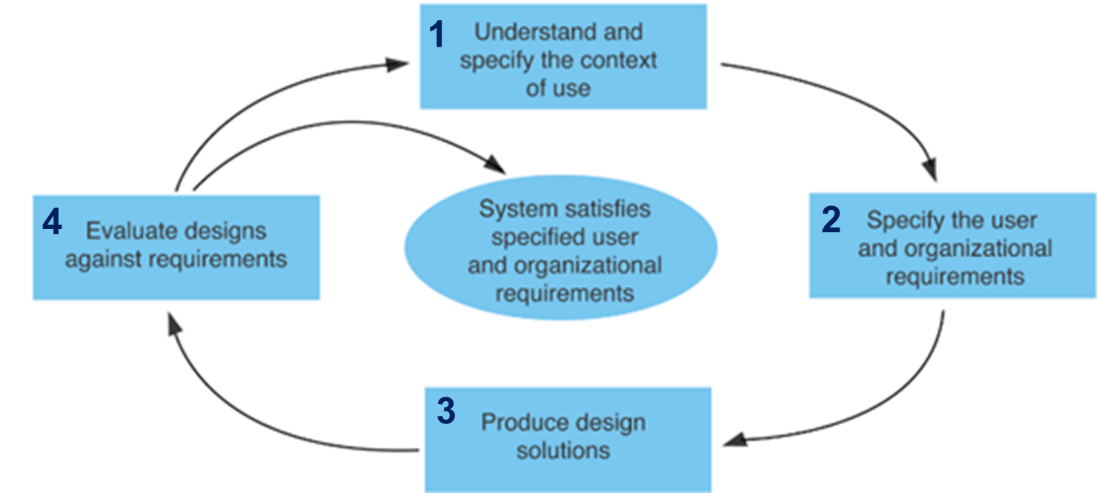 1 Understand and
specify the context
of use
4 Evaluate designs
against requirements
System satisfies
specified user
and organizational
requirements
2 Specify the user
and organizational
requirements
3 Produce design
solutions